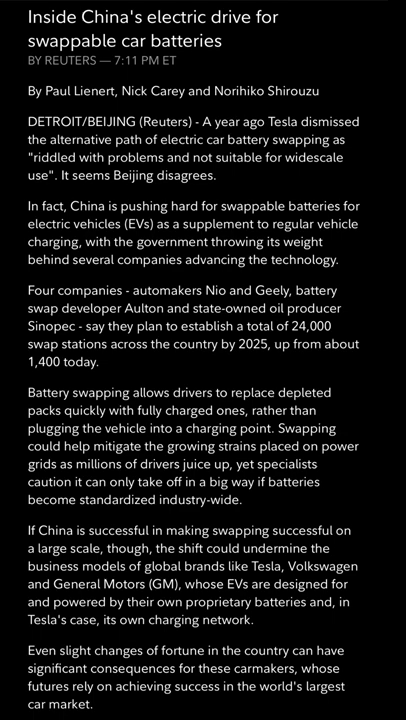 Inside China's electric drive for
swappable car batteries
BY REUTERS — 7:11 PM ET
By Paul Lienert, Nick Carey and Norihiko Shirouzu
DETROIT/BEIJING (Reuters) - A year ago Tesla dismissed
the alternative path of electric car battery swapping as
"riddled with problems and not suitable for widescale
use". It seems Beijing disagrees.
In fact, China is pushing hard for swappable batteries for
electric vehicles (EVs) as a supplement to regular vehicle
charging, with the government throwing its weight
behind several companies advancing the technology.
Four companies - automakers Nio and Geely, battery
swap developer Aulton and state-owned oil producer
Sinopec - say they plan to establish a total of 24,000
swap stations across the country by 2025, up from about
1,400 today.
Battery swapping allows drivers to replace depleted
packs quickly with fully charged ones, rather than
plugging the vehicle into a charging point. Swapping
could help mitigate the growing strains placed on power
grids as millions of drivers juice up, yet specialists
caution it can only take off in a big way if batteries
become standardized industry-wide.
If China is successful in making swapping successful on
a large scale, though, the shift could undermine the
business models of global brands like Tesla, Volkswagen
and General Motors (GM), whose EVs are designed for
and powered by their own proprietary batteries and, in
Tesla's case, its own charging network.
Even slight changes of fortune in the country can have
significant consequences for these carmakers, whose
futures rely on achieving success in the world's largest
car market.